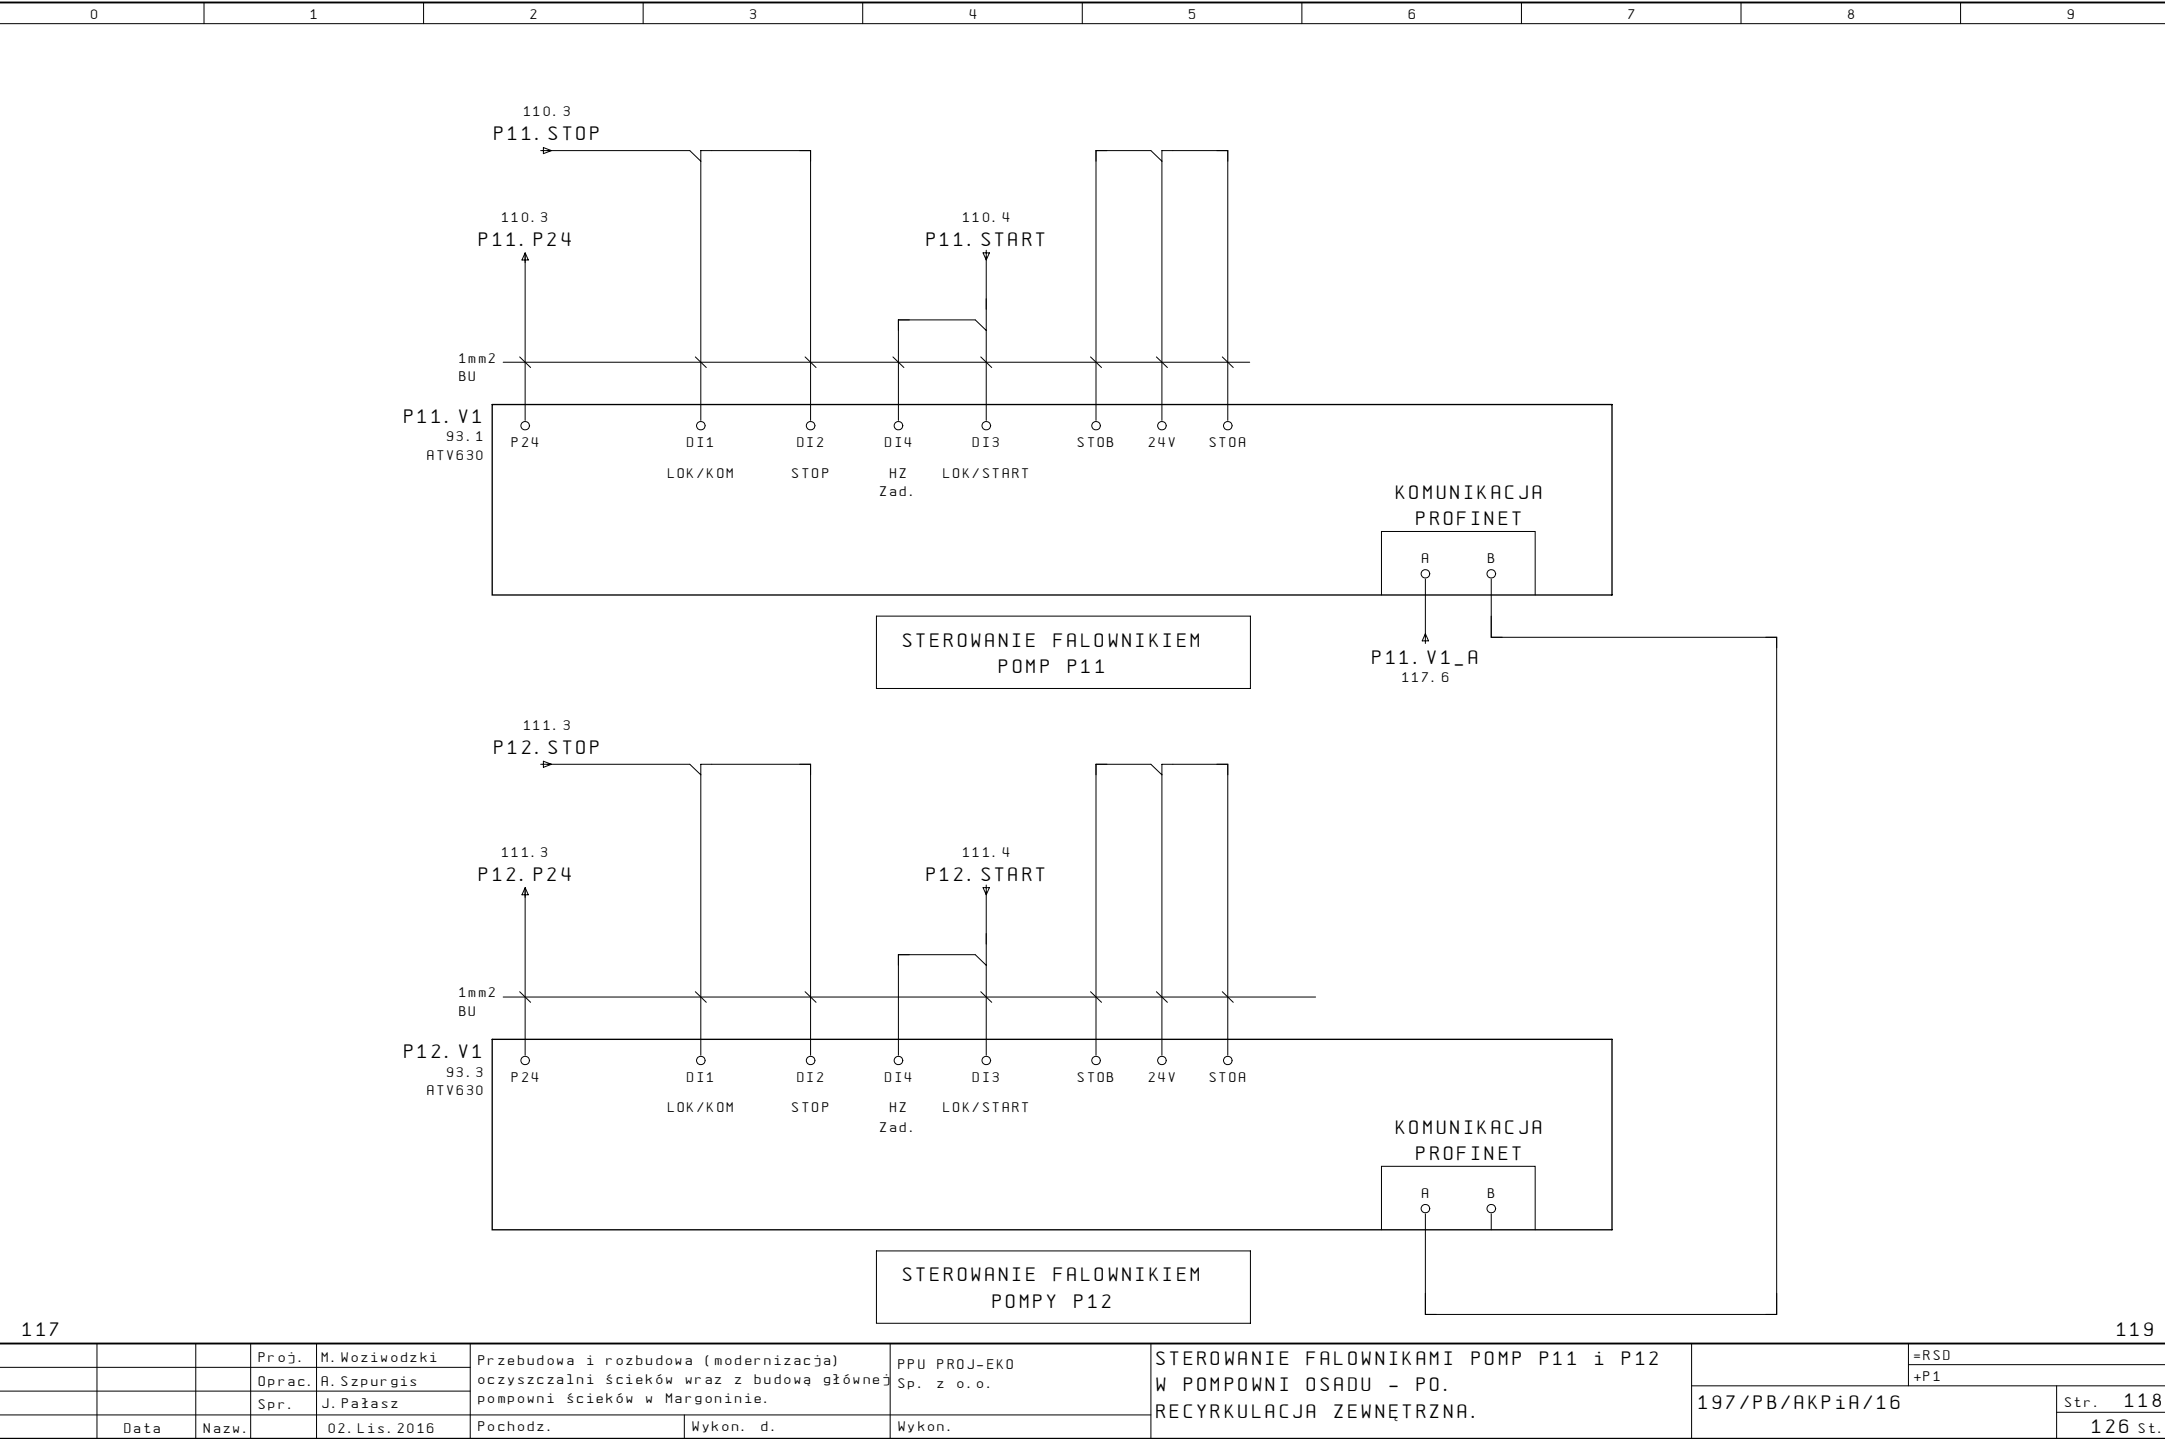 0 1 2 3 4 5 6 7 8 9
110.3
P11.STOP
110.3
P11.P24
110.4
P11.START
1mm2
BU
P11.V1
93.1
ATV630
P24 DI1 DI2 DI4 DI3 STOB 24V STOA
LOK/KOM STOP HZ LOK/START
Zad.
KOMUNIKACJA
PROFINET
A B
STEROWANIE FALOWNIKIEM
POMP P11
P11.V1_A
117.6
111.3
P12.STOP
111.3
P12.P24
111.4
P12.START
1mm2
BU
P12.V1
93.3
ATV630
P24 DI1 DI2 DI4 DI3 STOB 24V STOA
LOK/KOM STOP HZ LOK/START
Zad.
KOMUNIKACJA
PROFINET
A B
STEROWANIE FALOWNIKIEM
POMPY P12
117
119
Proj. M.Woziwodzki
Oprac. A.Szpurgis
Spr. J.Pałasz
Data Nazw. 02.Lis.2016
Przebudowa i rozbudowa (modernizacja)
oczyszczalni ścieków wraz z budową głównej
pompowni ścieków w Margoninie.
Pochodz. Wykon. d. Wykon.
PPU PROJ-EKO
Sp. z o.o.
STEROWANIE FALOWNIKAMI POMP P11 i P12
W POMPOWNI OSADU - PO.
RECYRKULACJA ZEWNĘTRZNA.
197/PB/AKPiA/16
=RSD
+P1
Str. 118
126 St.